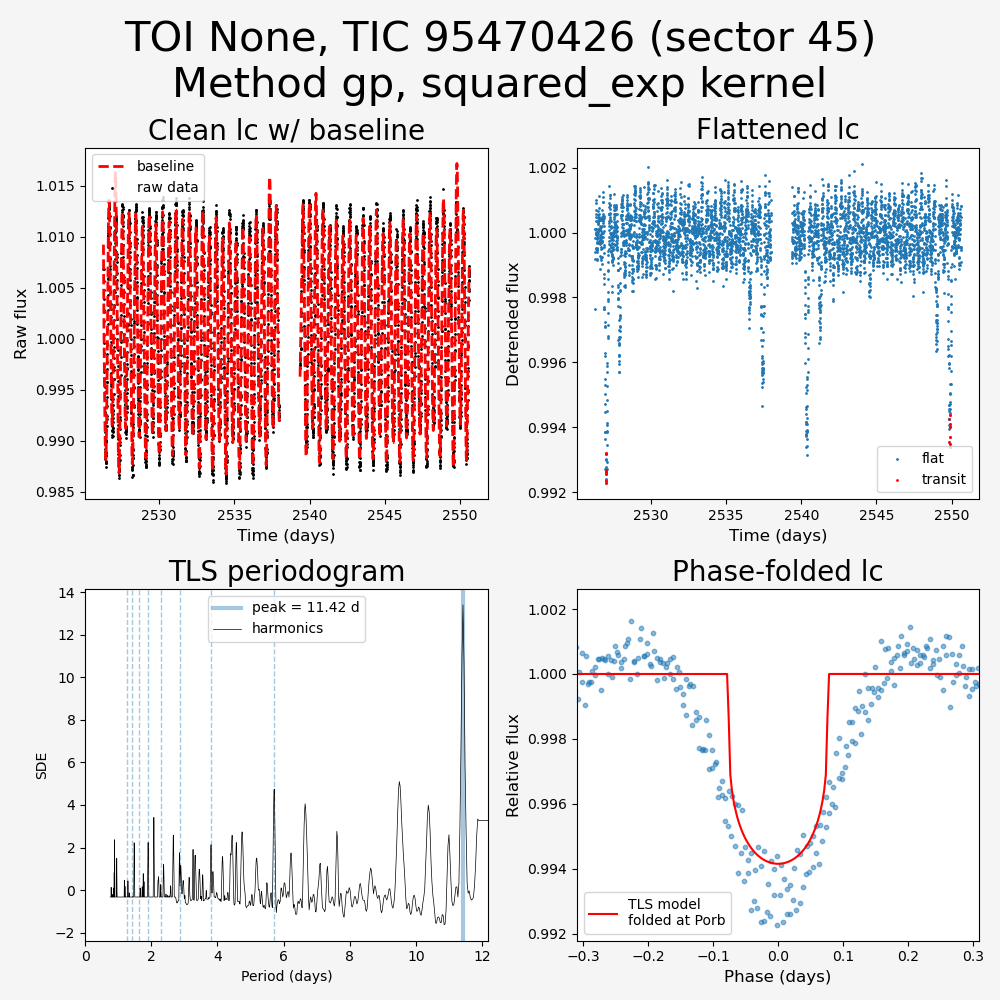 TOI None, TIC 95470426 (sector 45)
Method gp, squared_exp kernel
Clean lc w/ baseline
baseline
raw data
1.015
1.010
1.005
1.000
0.995
0.990
0.985
Raw flux
2530
2535
2540
2545
2550
Time (days)
Flattened lc
1.002
1.000
0.998
0.996
0.994
0.992
Detrended flux
flat
transit
2530
2535
2540
2545
2550
Time (days)
TLS periodogram
peak = 11.42 d
harmonics
14
12
10
8
6
4
2
0
−2
SDE
0
2
4
6
8
10
12
Period (days)
Phase-folded lc
1.002
1.000
0.998
0.996
0.994
0.992
Relative flux
TLS model
folded at Porb
−0.3
−0.2
−0.1
0.0
0.1
0.2
0.3
Phase (days)